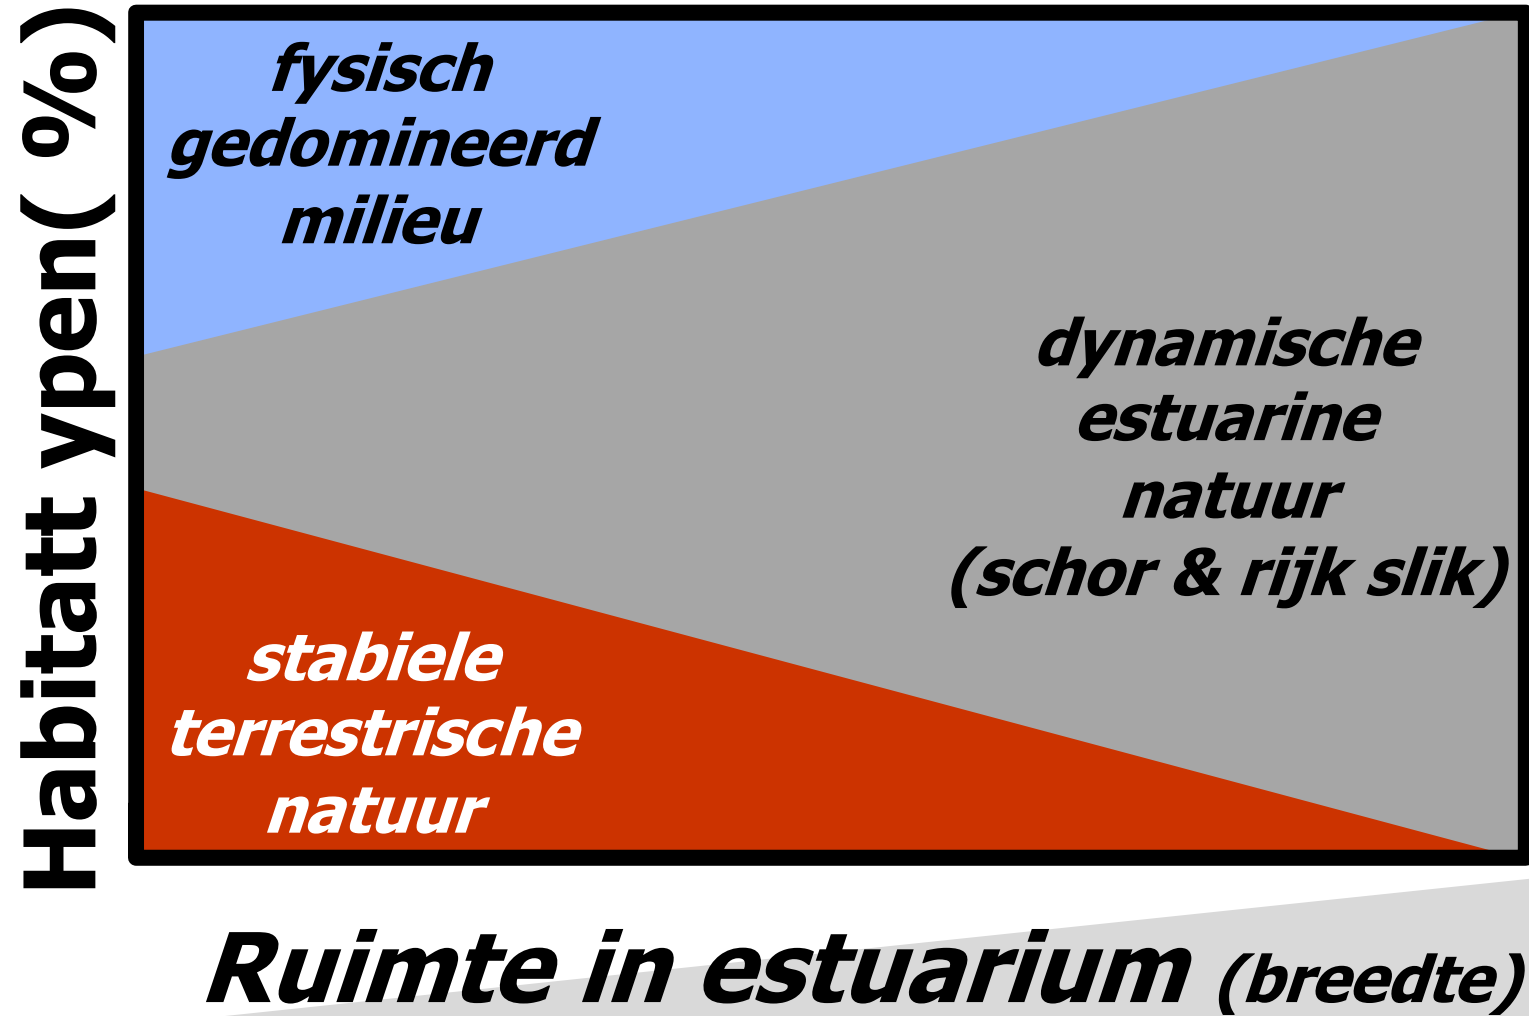 Habitatt ypen( %)
fysisch
gedomineerd
milieu
dynamische
estuarine
natuur
(schor & rijk slik)
stabiele
terrestrische
natuur
Ruimte in estuarium (breedte)